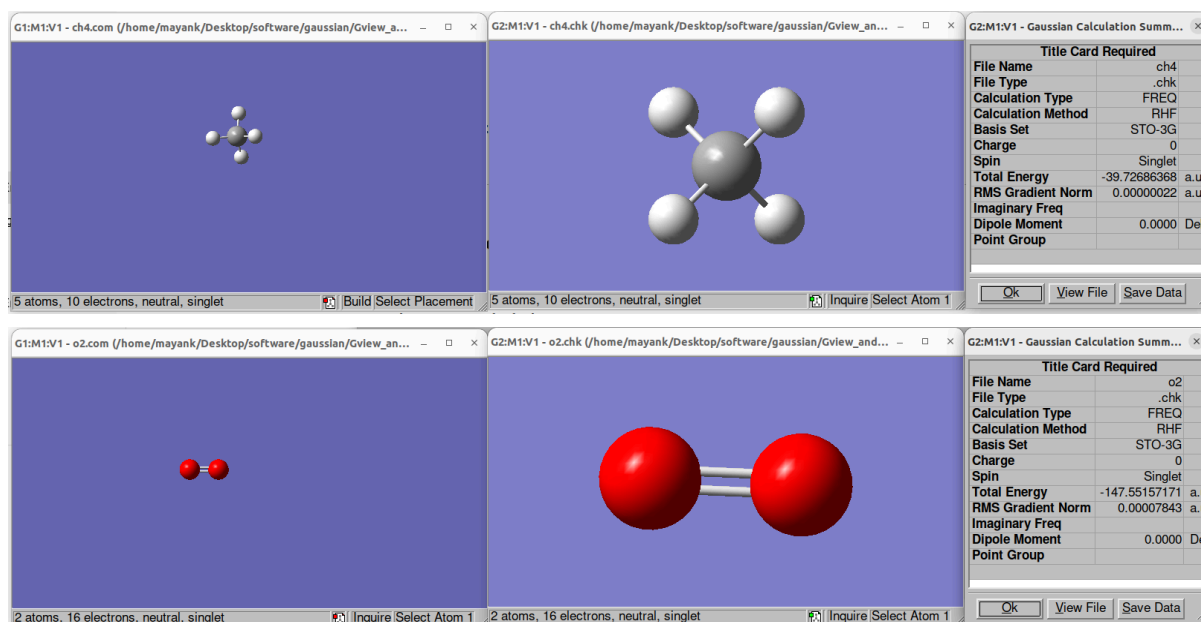 G1:M1:V1 - ch4.com (/home/mayank/Desktop/software/gaussian/Gview_a...
5 atoms, 10 electrons, neutral, singlet
Build Select Placement
G2:M1:V1 - ch4.chk (/home/mayank/Desktop/software/gaussian/Gview_an...
5 atoms, 10 electrons, neutral, singlet
Inquire Select Atom 1
G2:M1:V1 - Gaussian Calculation Summ...
Title Card Required
File Name ch4
File Type .chk
Calculation Type FREQ
Calculation Method RHF
Basis Set STO-3G
Charge 0
Spin Singlet
Total Energy -39.72686368 a.u
RMS Gradient Norm 0.00000022 a.u
Imaginary Freq
Dipole Moment 0.0000 De
Point Group
Ok View File Save Data
G1:M1:V1 - o2.com (/home/mayank/Desktop/software/gaussian/Gview_an...
2 atoms, 16 electrons, neutral, singlet
Inquire Select Atom 1
G2:M1:V1 - o2.chk (/home/mayank/Desktop/software/gaussian/Gview_and...
2 atoms, 16 electrons, neutral, singlet
Inquire Select Atom 1
G2:M1:V1 - Gaussian Calculation Summ...
Title Card Required
File Name o2
File Type .chk
Calculation Type FREQ
Calculation Method RHF
Basis Set STO-3G
Charge 0
Spin Singlet
Total Energy -147.55157171 a.
RMS Gradient Norm 0.00007843 a.
Imaginary Freq
Dipole Moment 0.0000 De
Point Group
Ok View File Save Data